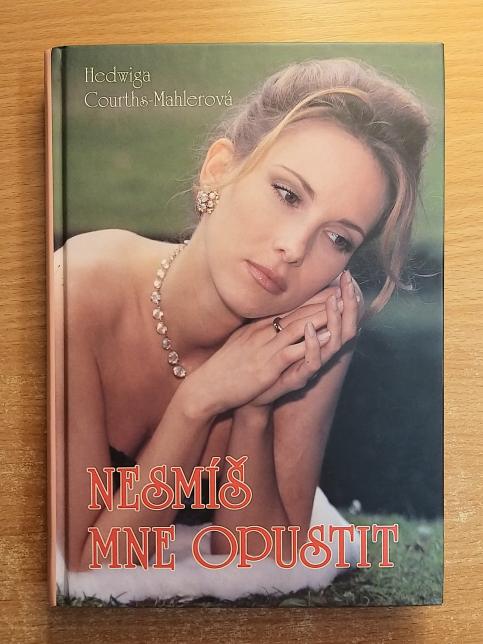 Hedwiga
Courths-Mahlerová
NESMÍŠ
MNE OPUSTIT